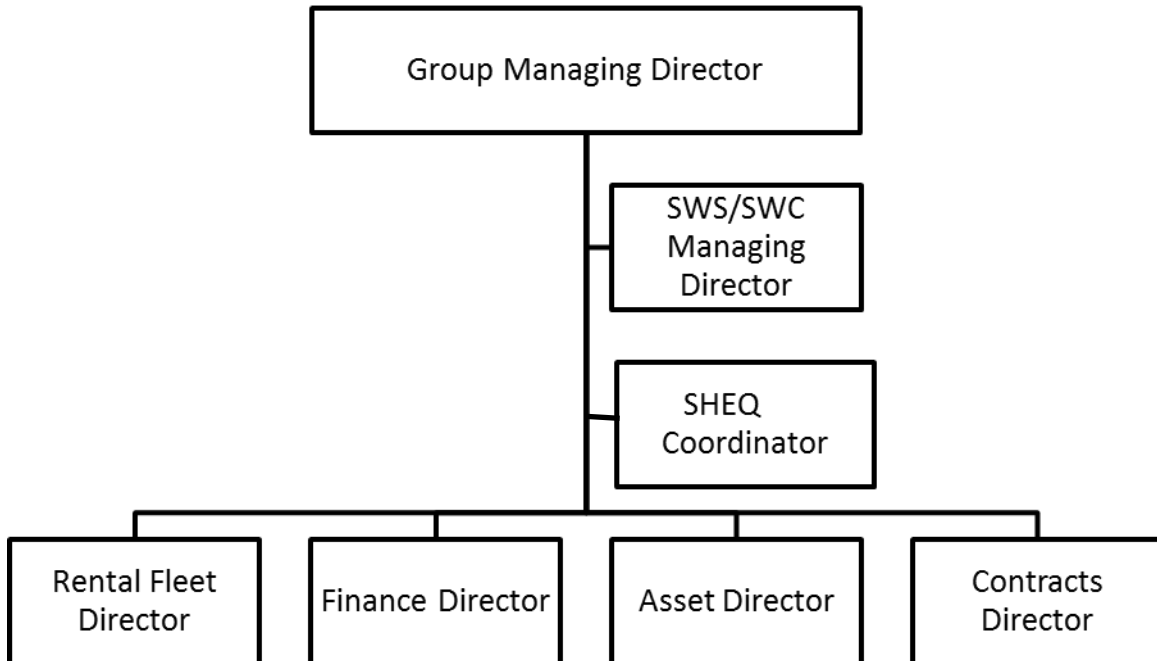 Group Managing Director
SWS/SWC
Managing
Director
SHEQ
Coordinator
Rental Fleet
Director
Finance Director
Asset Director
Contracts
Director